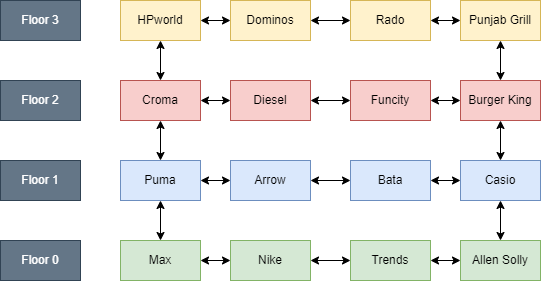 Floor 3 HPworld Dominos Rado Punjab Grill
Floor 2 Croma Diesel Funcity Burger King
Floor 1 Puma Arrow Bata Casio
Floor 0 Max Nike Trends Allen Solly